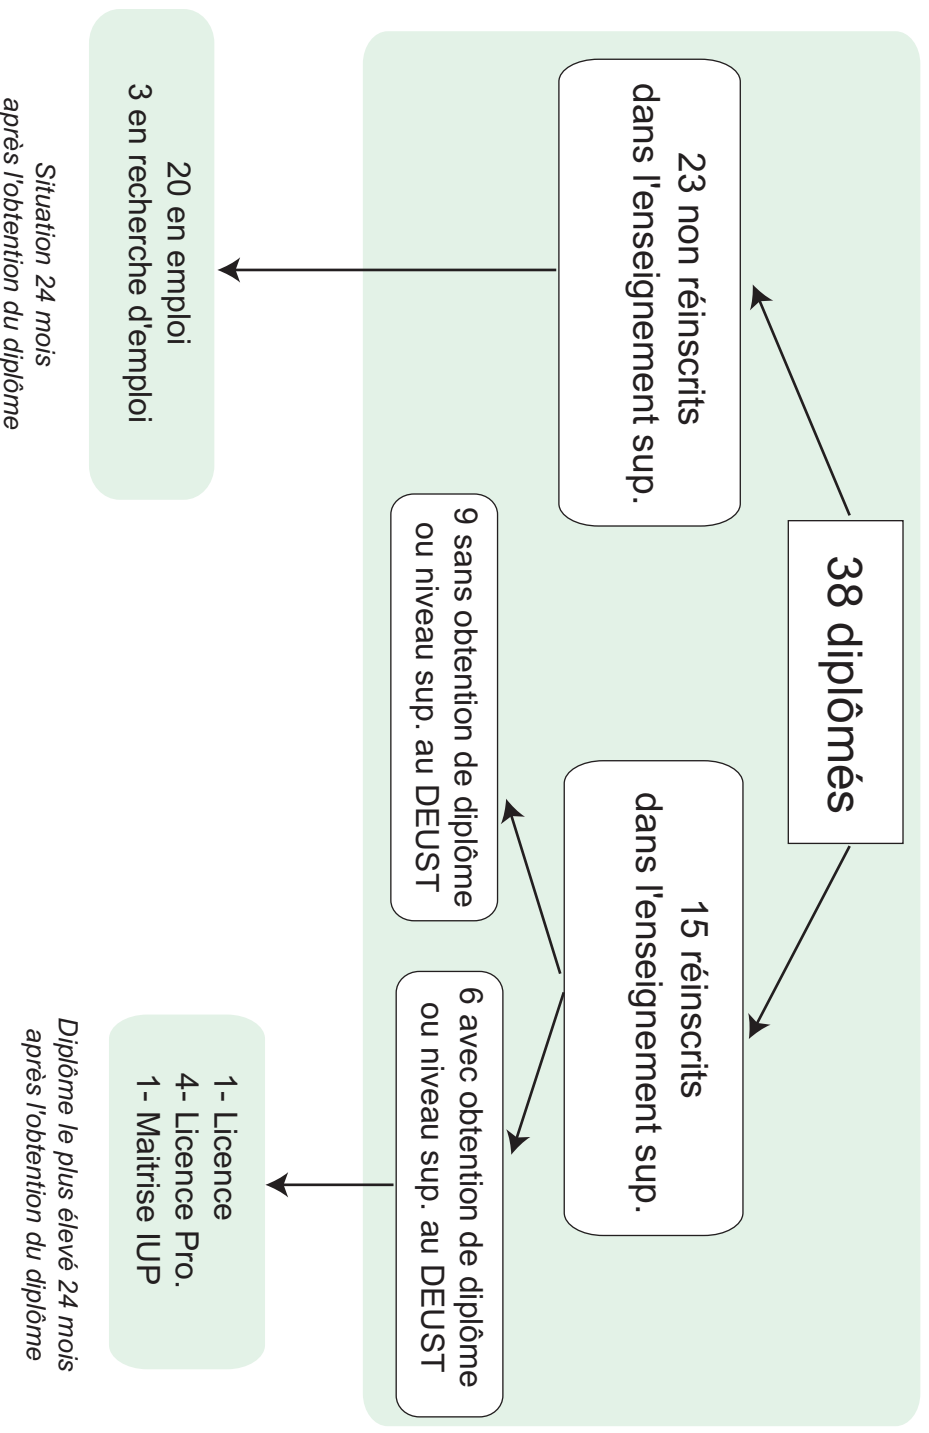 38 diplômés
23 non réinscrits
dans l'enseignement sup.
15 réinscrits
dans l'enseignement sup.
9 sans obtention de diplôme
ou niveau sup. au DEUST
6 avec obtention de diplôme
ou niveau sup. au DEUST
20 en emploi
3 en recherche d'emploi
Situation 24 mois
après l'obtention du diplôme
1- Licence
4- Licence Pro.
1- Maitrise IUP
Diplôme le plus élevé 24 mois
après l'obtention du diplôme